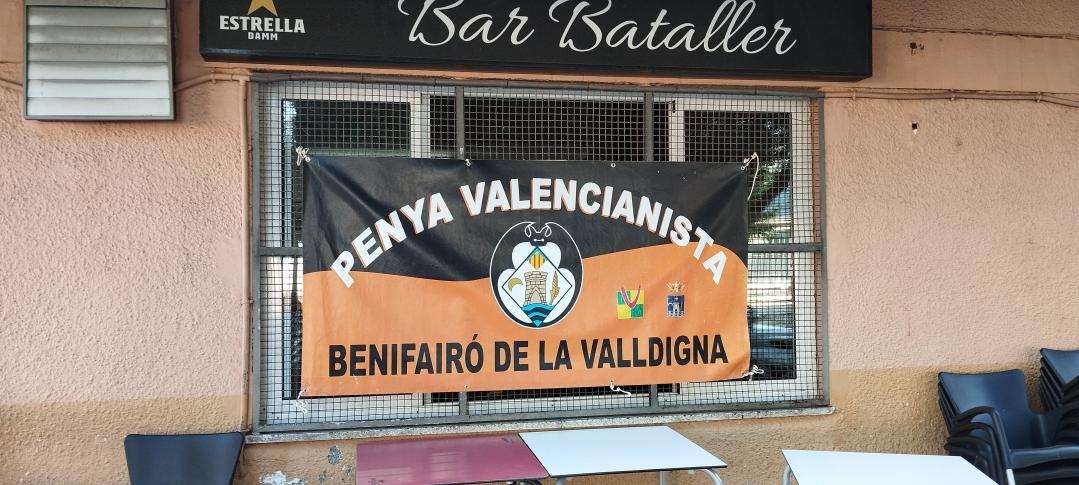 ESTRELLA
DAMM
Bar Bataller
PENYA VALENCIANISTA
BENIFAIRÓ DE LA VALLDIGNA